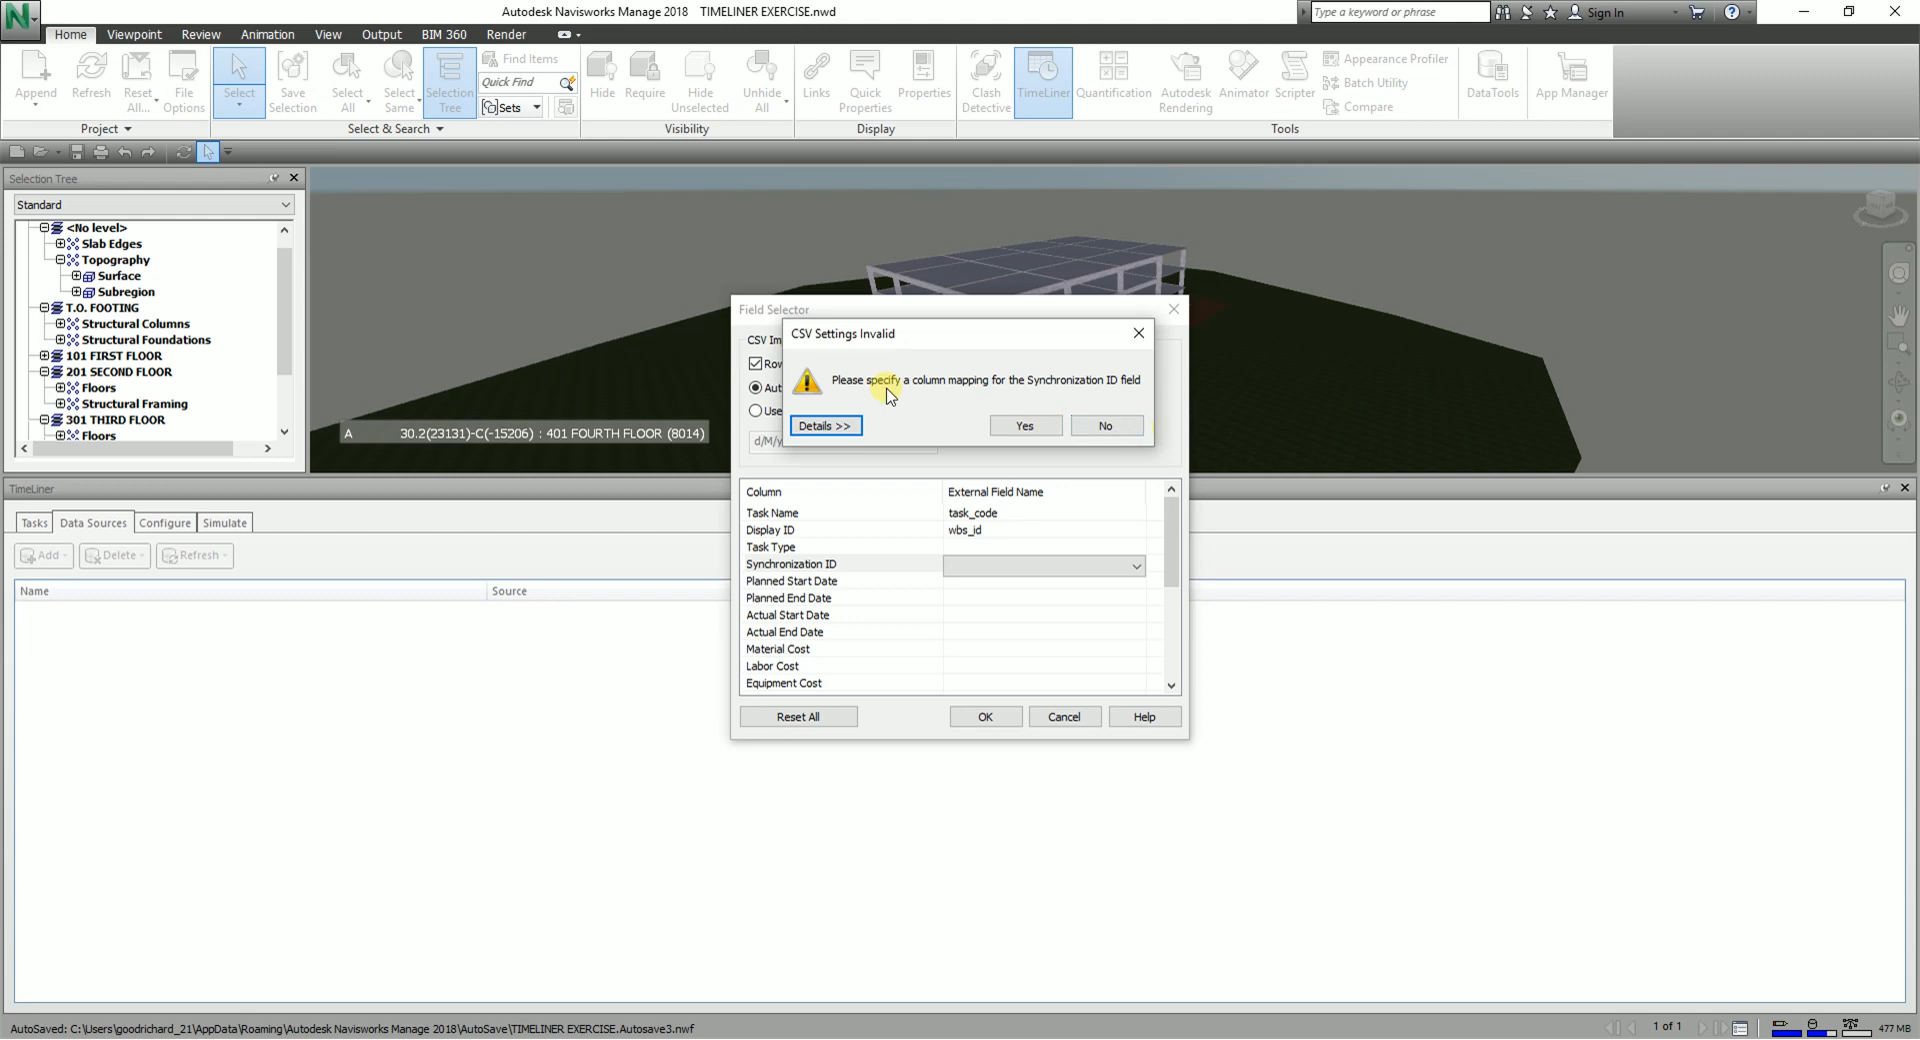 Autodesk Navisworks Manage 2018 TIMELINER EXERCISE.nwd
Type a keyword or phrase
Sign In
Home Viewpoint Review Animation View Output BIM 360 Render
Append
Refresh
Reset
All...
File
Options
Project
Select
Save
Selection
Select
All
Select
Same
Selection
Tree
Find Items
Quick Find
Sets
Select & Search
Hide
Require
Hide
Unselected
Unhide
All
Visibility
Links
Quick
Properties
Properties
Display
Clash
Detective
TimeLiner
Quantification
Autodesk
Rendering
Animator
Scripter
Appearance Profiler
Batch Utility
Compare
Tools
DataTools
App Manager
Selection Tree
Standard
<No level>
Slab Edges
Topography
Surface
Subregion
T.O. FOOTING
Structural Columns
Structural Foundations
101 FIRST FLOOR
201 SECOND FLOOR
Floors
Structural Framing
301 THIRD FLOOR
Floors
A 30.2(23131)-C(-15206) : 401 FOURTH FLOOR (8014)
Field Selector
CSV Im
Row
Aut
Use
d/M/y
CSV Settings Invalid
Please specify a column mapping for the Synchronization ID field
Details >>
Yes
No
Column External Field Name
Task Name task_code
Display ID wbs_id
Task Type
Synchronization ID
Planned Start Date
Planned End Date
Actual Start Date
Actual End Date
Material Cost
Labor Cost
Equipment Cost
Reset All
OK
Cancel
Help
TimeLiner
Tasks Data Sources Configure Simulate
Add Delete Refresh
Name Source
AutoSaved: C:\Users\goodrichard_21\AppData\Roaming\Autodesk Navisworks Manage 2018\AutoSave\TIMELINER EXERCISE.Autosave3.nwf
1 of 1
477 MB